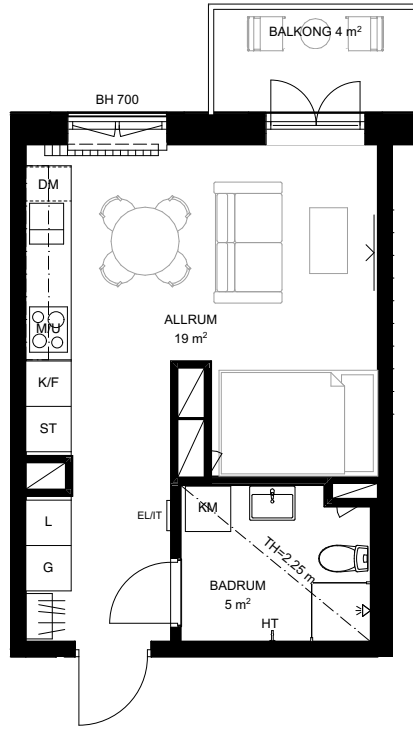 BALKONG 4 m²
BH 700
DM
M/U
ALLRUM
19 m²
K/F
ST
L
EL/IT
KM
G
TH=2.25 m
BADRUM
5 m²
HT